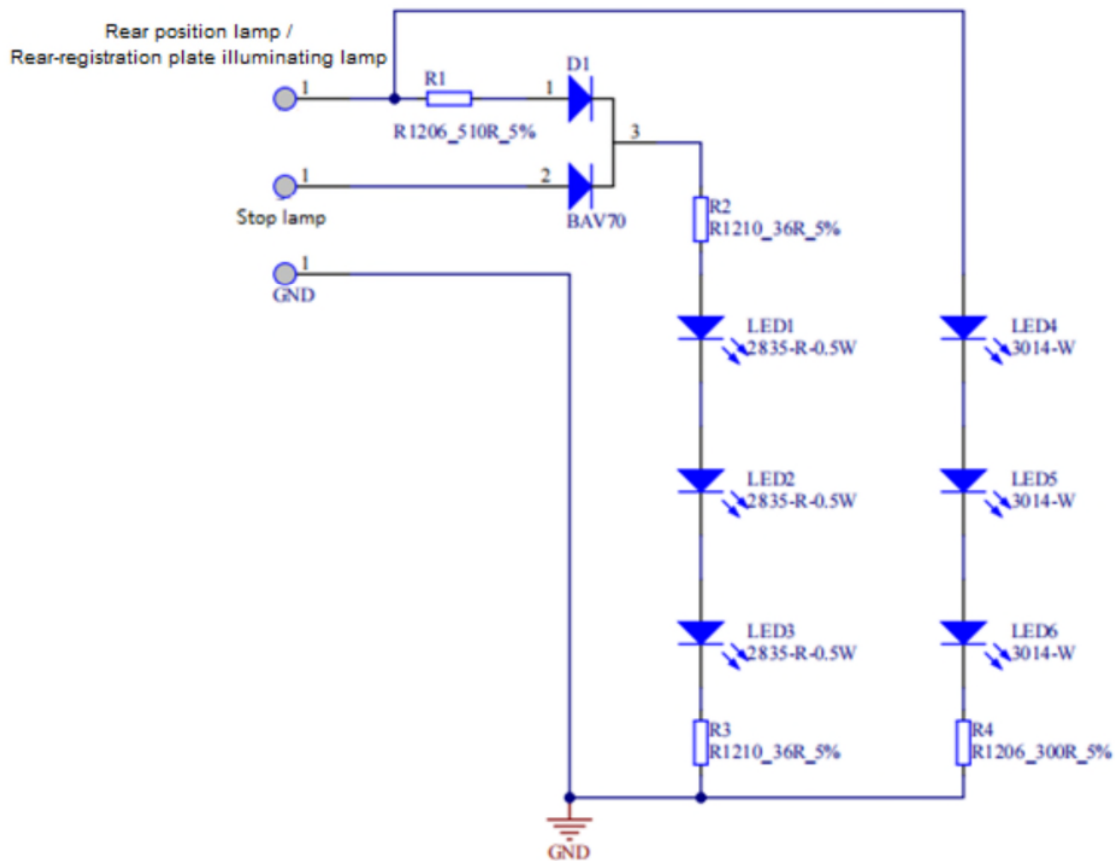 Rear position lamp /
Rear-registration plate illuminating lamp
1
R1
R1206_510R_5%
1
D1
3
1
2
BAV70
Stop lamp
1
GND
R2
R1210_36R_5%
LED1
2835-R-0.5W
LED4
3014-W
LED2
2835-R-0.5W
LED5
3014-W
LED3
2835-R-0.5W
LED6
3014-W
R3
R1210_36R_5%
R4
R1206_300R_5%
GND